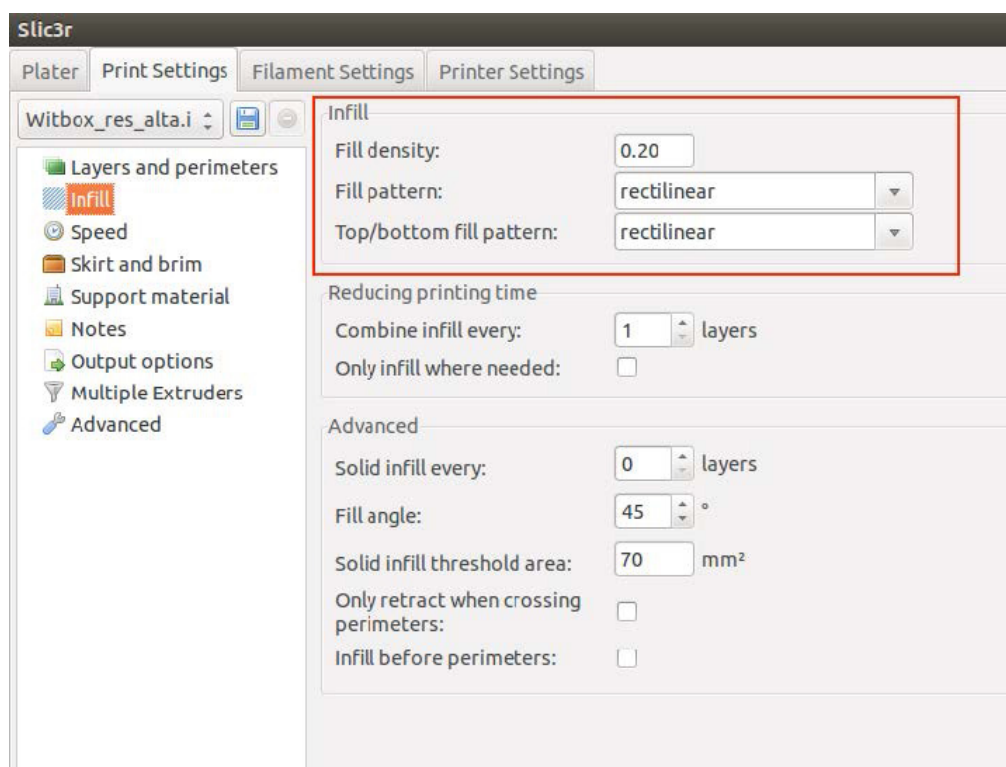 Slic3r
Plater Print Settings Filament Settings Printer Settings
Witbox_res_alta.i
Layers and perimeters
Infill
Speed
Skirt and brim
Support material
Notes
Output options
Multiple Extruders
Advanced
Infill
Fill density: 0.20
Fill pattern: rectilinear
Top/bottom fill pattern: rectilinear
Reducing printing time
Combine infill every: 1 layers
Only infill where needed:
Advanced
Solid infill every: 0 layers
Fill angle: 45 °
Solid infill threshold area: 70 mm²
Only retract when crossing
perimeters:
Infill before perimeters: